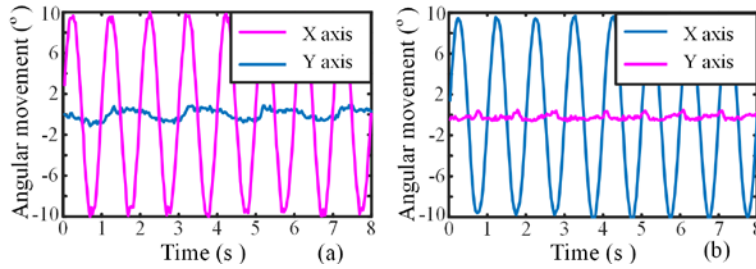 Angular movement (°)
10
6
2
-2
-6
-10
X axis
Y axis
0 1 2 3 4 5 6 7 8
Time (s) (a)
Angular movement (°)
10
6
2
-2
-6
-10
X axis
Y axis
0 1 2 3 4 5 6 7 8
Time (s) (b)